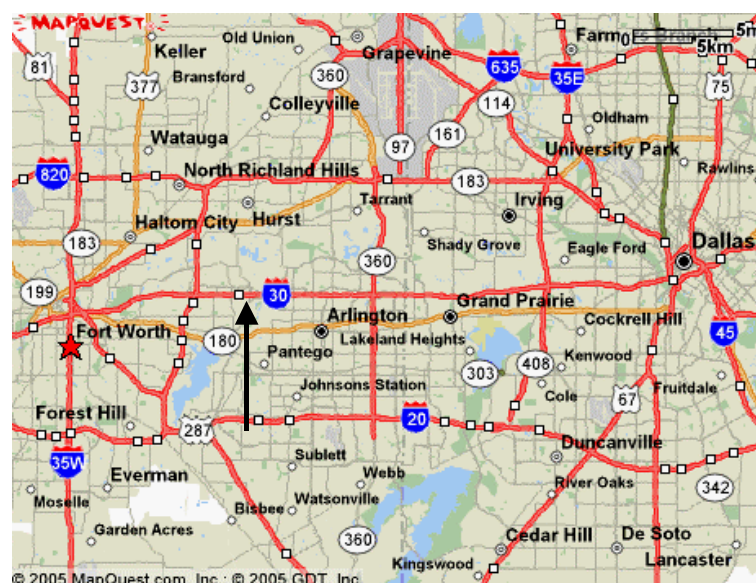 MAPQUEST
Old Union
Grapevine
Farmers Branch
0 5m
5km
Keller
81
377
Bransford
360
635
35E
75
Colleyville
114
Oldham
Watauga
97
161
University Park
Rawlins
820
North Richland Hills
183
Tarrant
Irving
Hurst
Haltom City
183
Shady Grove
Eagle Ford
Dallas
360
199
30
Grand Prairie
Arlington
Fort Worth
180
Lakeland Heights
Cockrell Hill
45
Pantego
303
408
Kenwood
Johnsons Station
Cole
67
Fruitdale
Forest Hill
287
20
Duncanville
35W
Sublett
Everman
Webb
River Oaks
342
Moselle
Watsonville
Bisbee
Garden Acres
360
Cedar Hill
De Soto
Kingswood
Lancaster
© 2005 MapQuest.com, Inc.; © 2005 GDT, Inc.